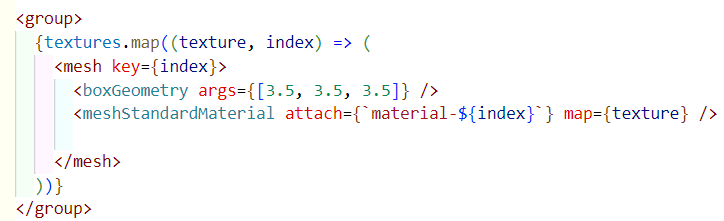 <group>
{textures.map((texture, index) => (
<mesh key={index}>
<boxGeometry args={[3.5, 3.5, 3.5]} />
<meshStandardMaterial attach={`material-${index}`} map={texture} />
</mesh>
))}
</group>